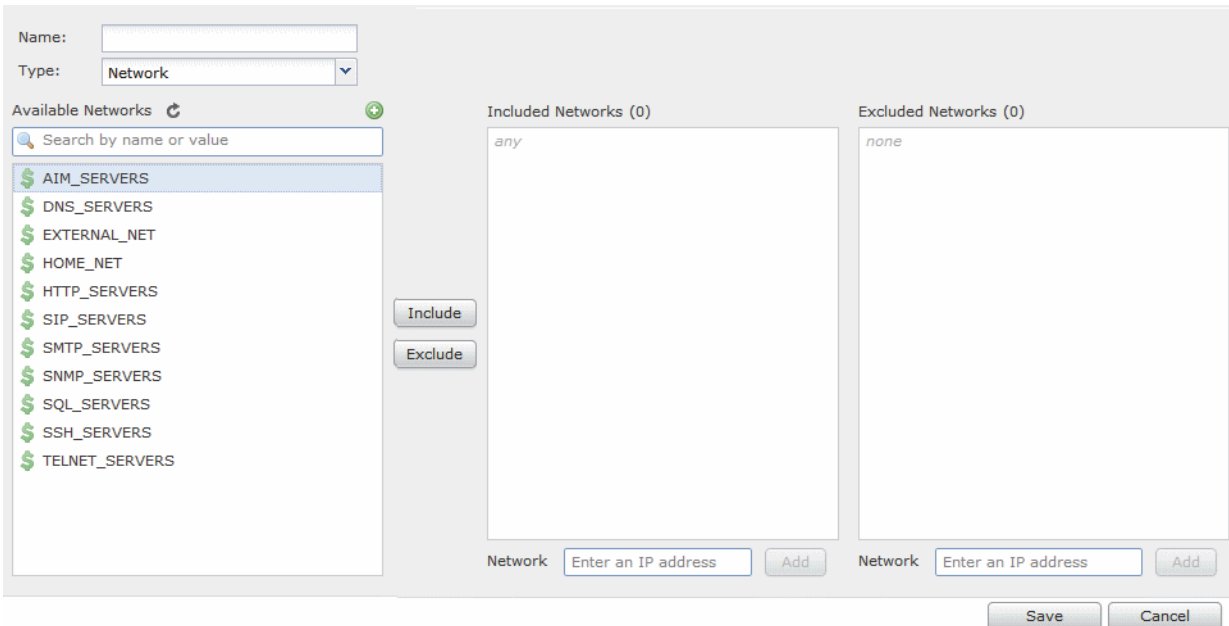 Name:
Type: Network
Available Networks
Search by name or value
AIM_SERVERS
DNS_SERVERS
EXTERNAL_NET
HOME_NET
HTTP_SERVERS
SIP_SERVERS
SMTP_SERVERS
SNMP_SERVERS
SQL_SERVERS
SSH_SERVERS
TELNET_SERVERS
Include
Exclude
Included Networks (0)
any
Network Enter an IP address Add
Excluded Networks (0)
none
Network Enter an IP address Add
Save Cancel